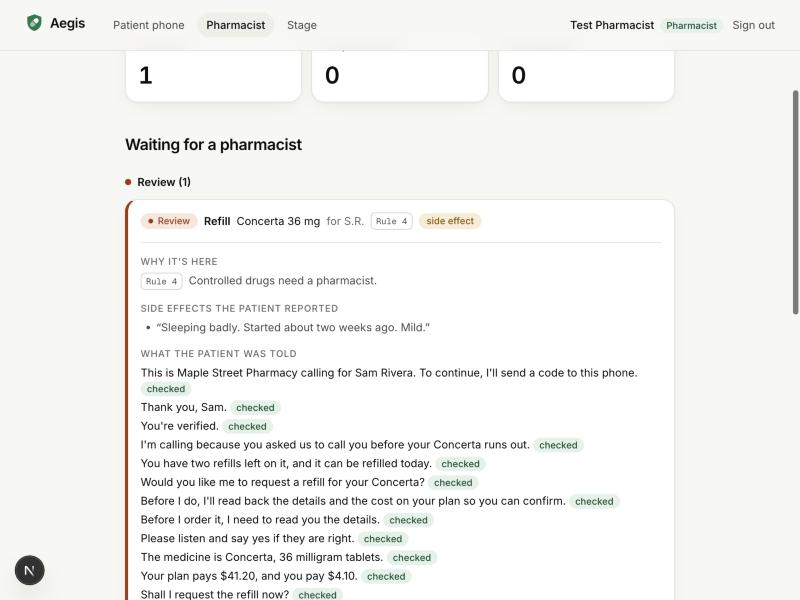 Aegis
Patient phone
Pharmacist
Stage
Test Pharmacist
Pharmacist
Sign out
1
0
0
Waiting for a pharmacist
Review (1)
Review Refill Concerta 36 mg for S.R. Rule 4 side effect
WHY IT'S HERE
Rule 4 Controlled drugs need a pharmacist.
SIDE EFFECTS THE PATIENT REPORTED
• “Sleeping badly. Started about two weeks ago. Mild.”
WHAT THE PATIENT WAS TOLD
This is Maple Street Pharmacy calling for Sam Rivera. To continue, I'll send a code to this phone.
checked
Thank you, Sam. checked
You're verified. checked
I'm calling because you asked us to call you before your Concerta runs out. checked
You have two refills left on it, and it can be refilled today. checked
Would you like me to request a refill for your Concerta? checked
Before I do, I'll read back the details and the cost on your plan so you can confirm. checked
Before I order it, I need to read you the details. checked
Please listen and say yes if they are right. checked
The medicine is Concerta, 36 milligram tablets. checked
Your plan pays $41.20, and you pay $4.10. checked
Shall I request the refill now? checked
N